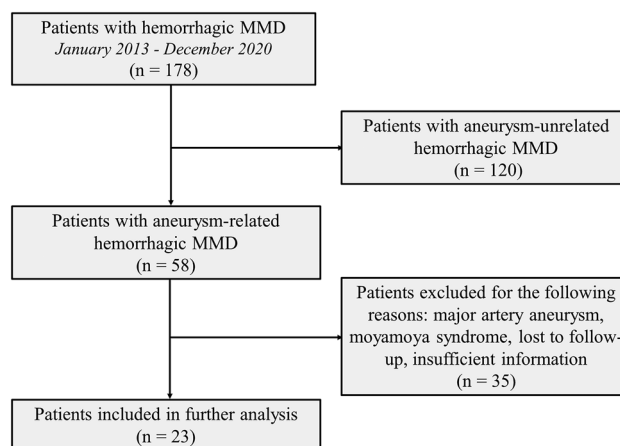 Patients with hemorrhagic MMD
January 2013 - December 2020
(n = 178)
Patients with aneurysm-unrelated
hemorrhagic MMD
(n = 120)
Patients with aneurysm-related
hemorrhagic MMD
(n = 58)
Patients excluded for the following
reasons: major artery aneurysm,
moyamoya syndrome, lost to follow-
up, insufficient information
(n = 35)
Patients included in further analysis
(n = 23)